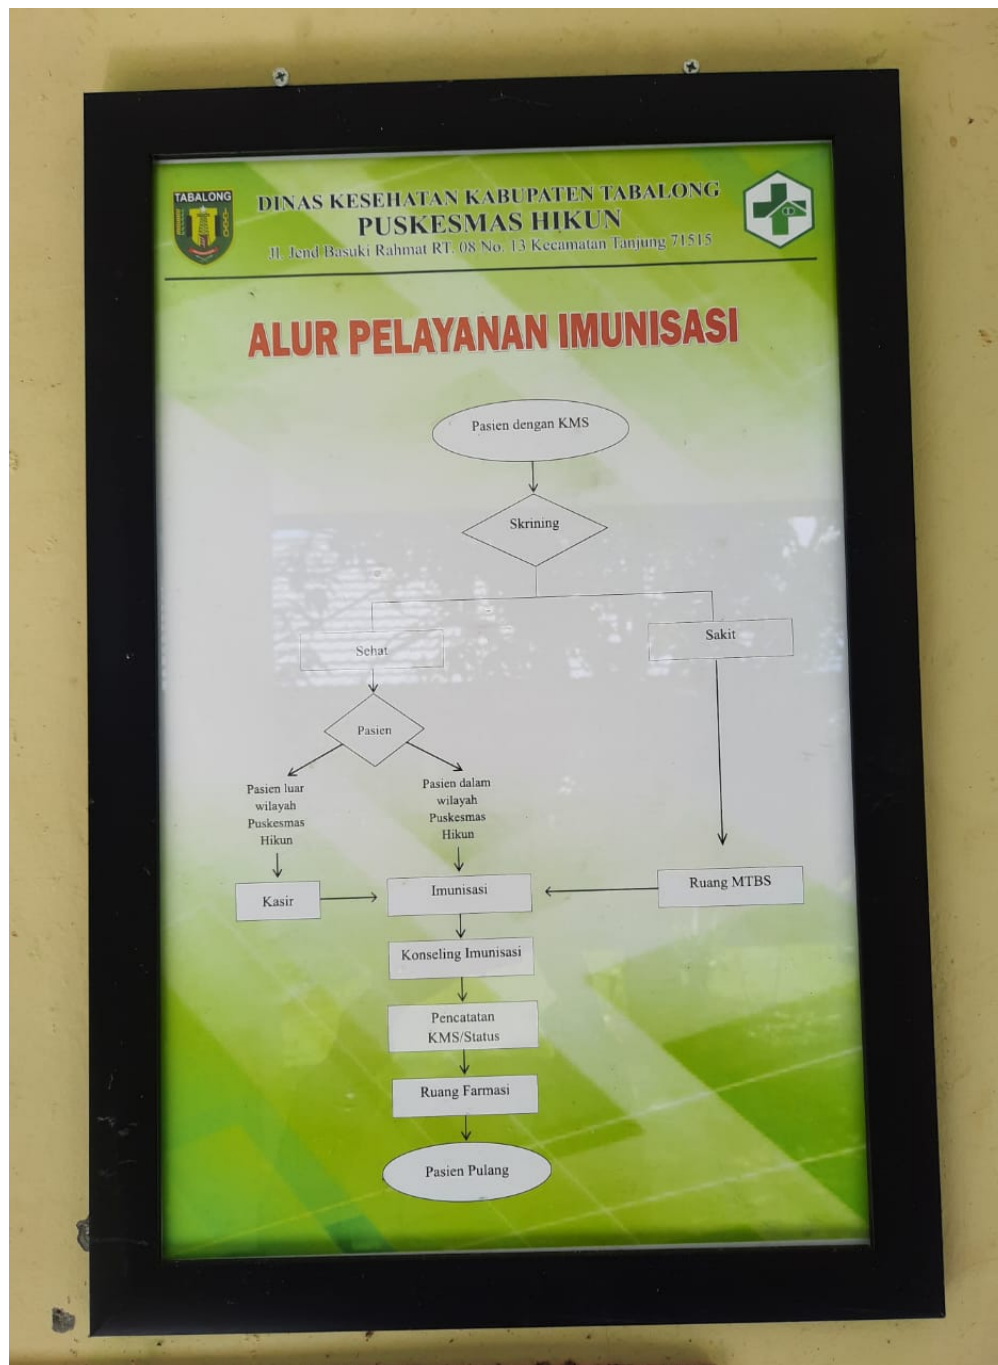 TABALONG
DINAS KESEHATAN KABUPATEN TABALONG
PUSKESMAS HIKUN
Jl. Jend Basuki Rahmat RT. 08 No. 13 Kecamatan Tanjung 71515
ALUR PELAYANAN IMUNISASI
Pasien dengan KMS
Skrining
Sehat
Sakit
Pasien
Pasien luar
wilayah
Puskesmas
Hikun
Pasien dalam
wilayah
Puskesmas
Hikun
Kasir
Imunisasi
Ruang MTBS
Konseling Imunisasi
Pencatatan
KMS/Status
Ruang Farmasi
Pasien Pulang